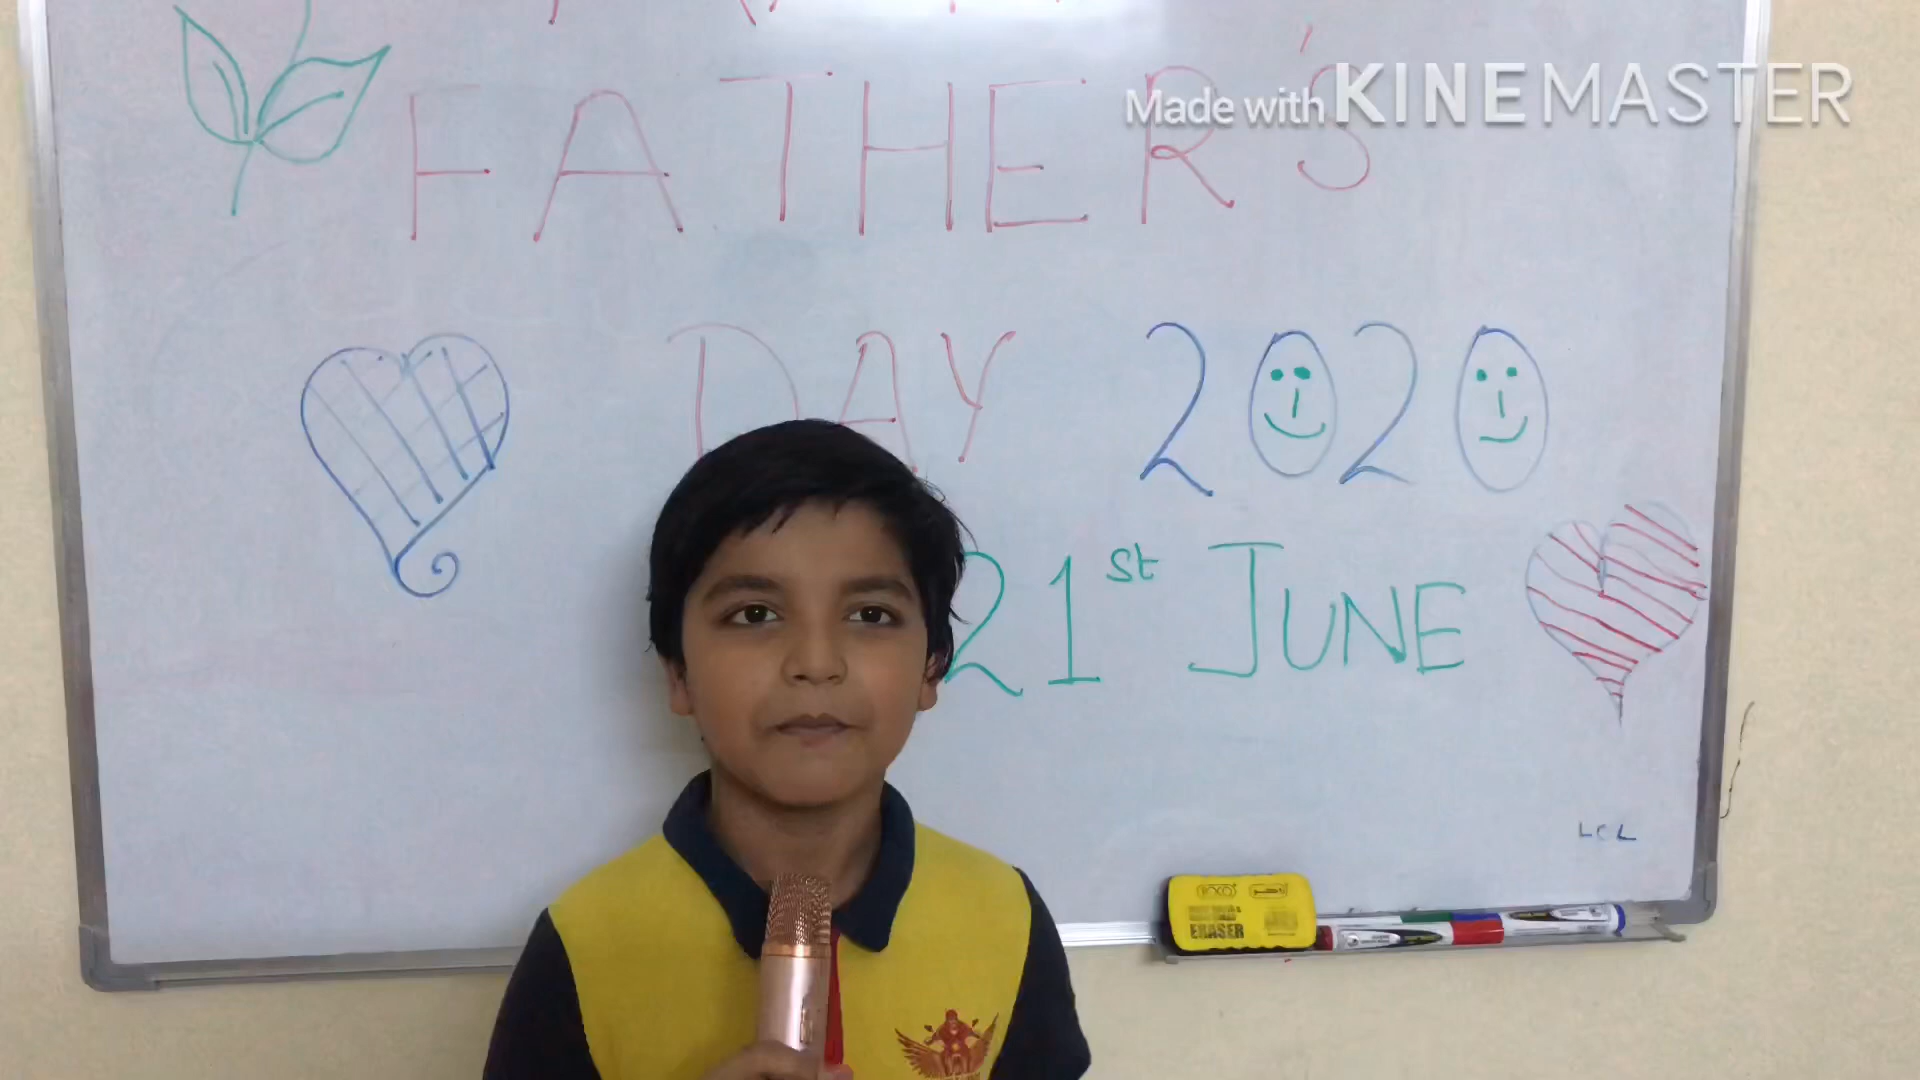 FATHER'S
Made with KINEMASTER
DAY 2020
21st JUNE
LCL
ERASER